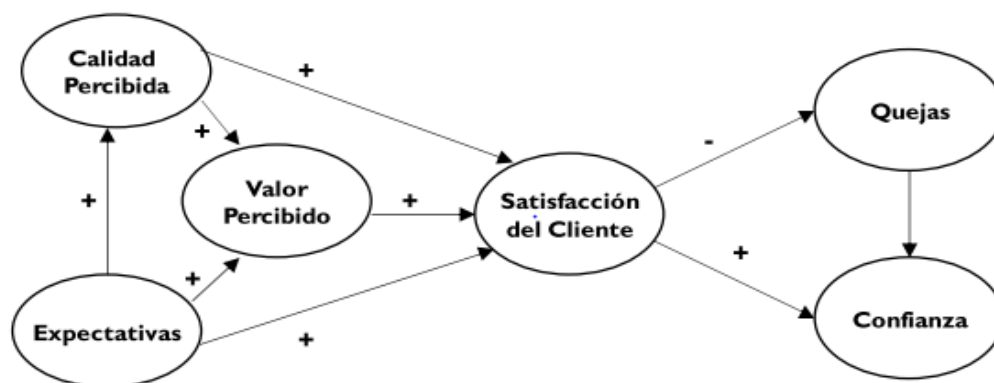 Calidad
Percibida
+
+
Quejas
-
Valor
Percibido
+
+
Satisfacción
del Cliente
+
+
Expectativas
+
+
Confianza